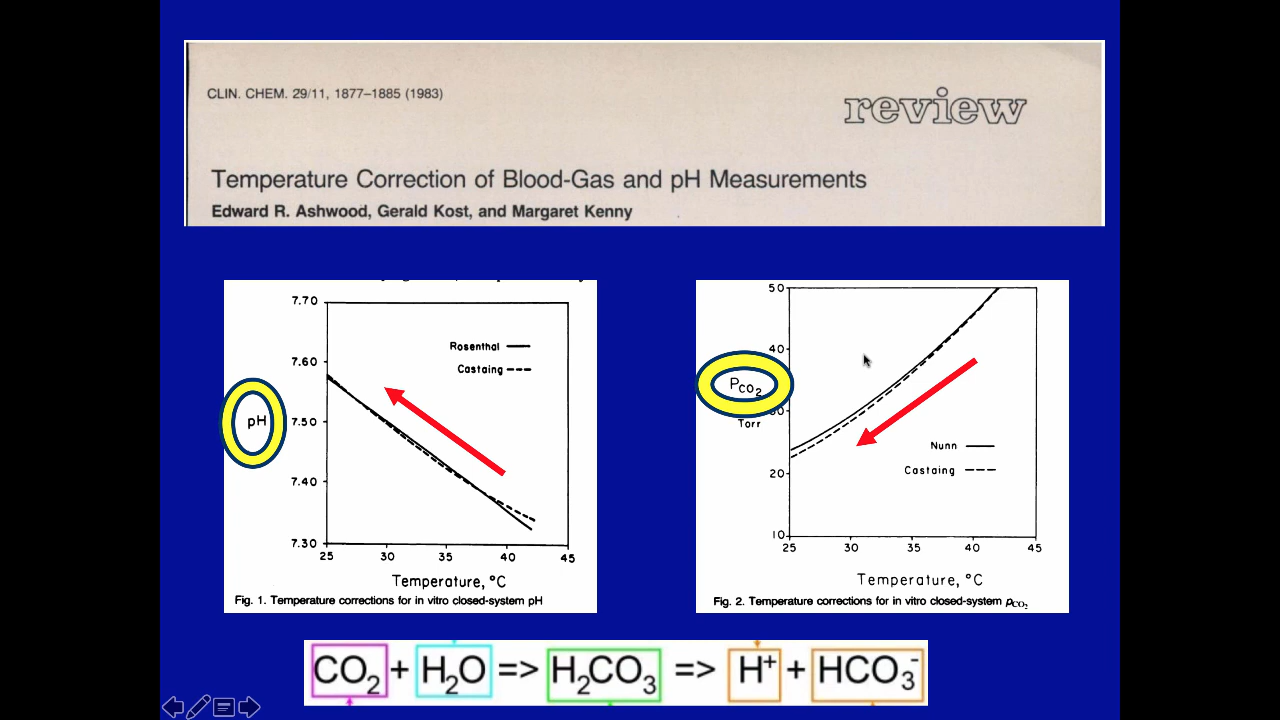 CLIN. CHEM. 29/11, 1877–1885 (1983)
review
Temperature Correction of Blood-Gas and pH Measurements
Edward R. Ashwood, Gerald Kost, and Margaret Kenny
7.70
7.60
7.50
7.40
7.30
pH
Rosenthal
Castaing
25 30 35 40 45
Temperature, °C
Fig. 1. Temperature corrections for in vitro closed-system pH
50
40
20
10
PCO2
Torr
Nunn
Castaing
25 30 35 40 45
Temperature, °C
Fig. 2. Temperature corrections for in vitro closed-system pCO2
CO2 + H2O => H2CO3 => H+ + HCO3-